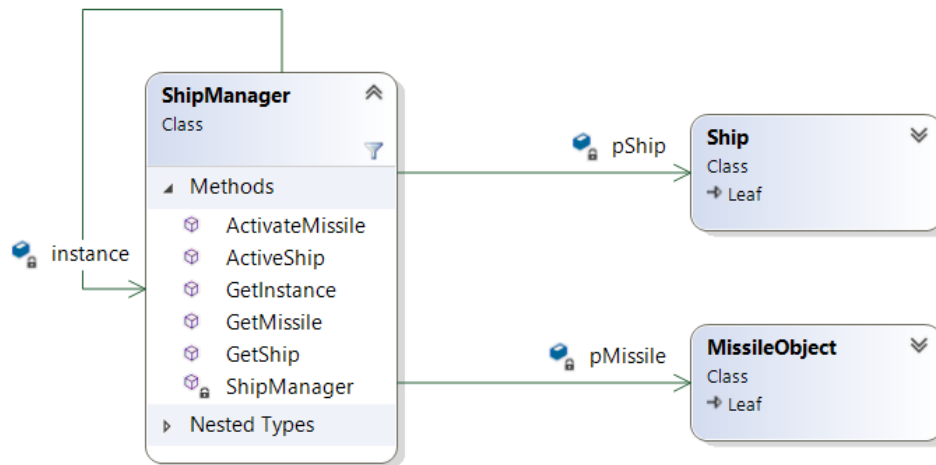 ShipManager
Class
Methods
ActivateMissile
ActiveShip
GetInstance
GetMissile
GetShip
ShipManager
Nested Types
instance
pShip
Ship
Class
Leaf
pMissile
MissileObject
Class
Leaf